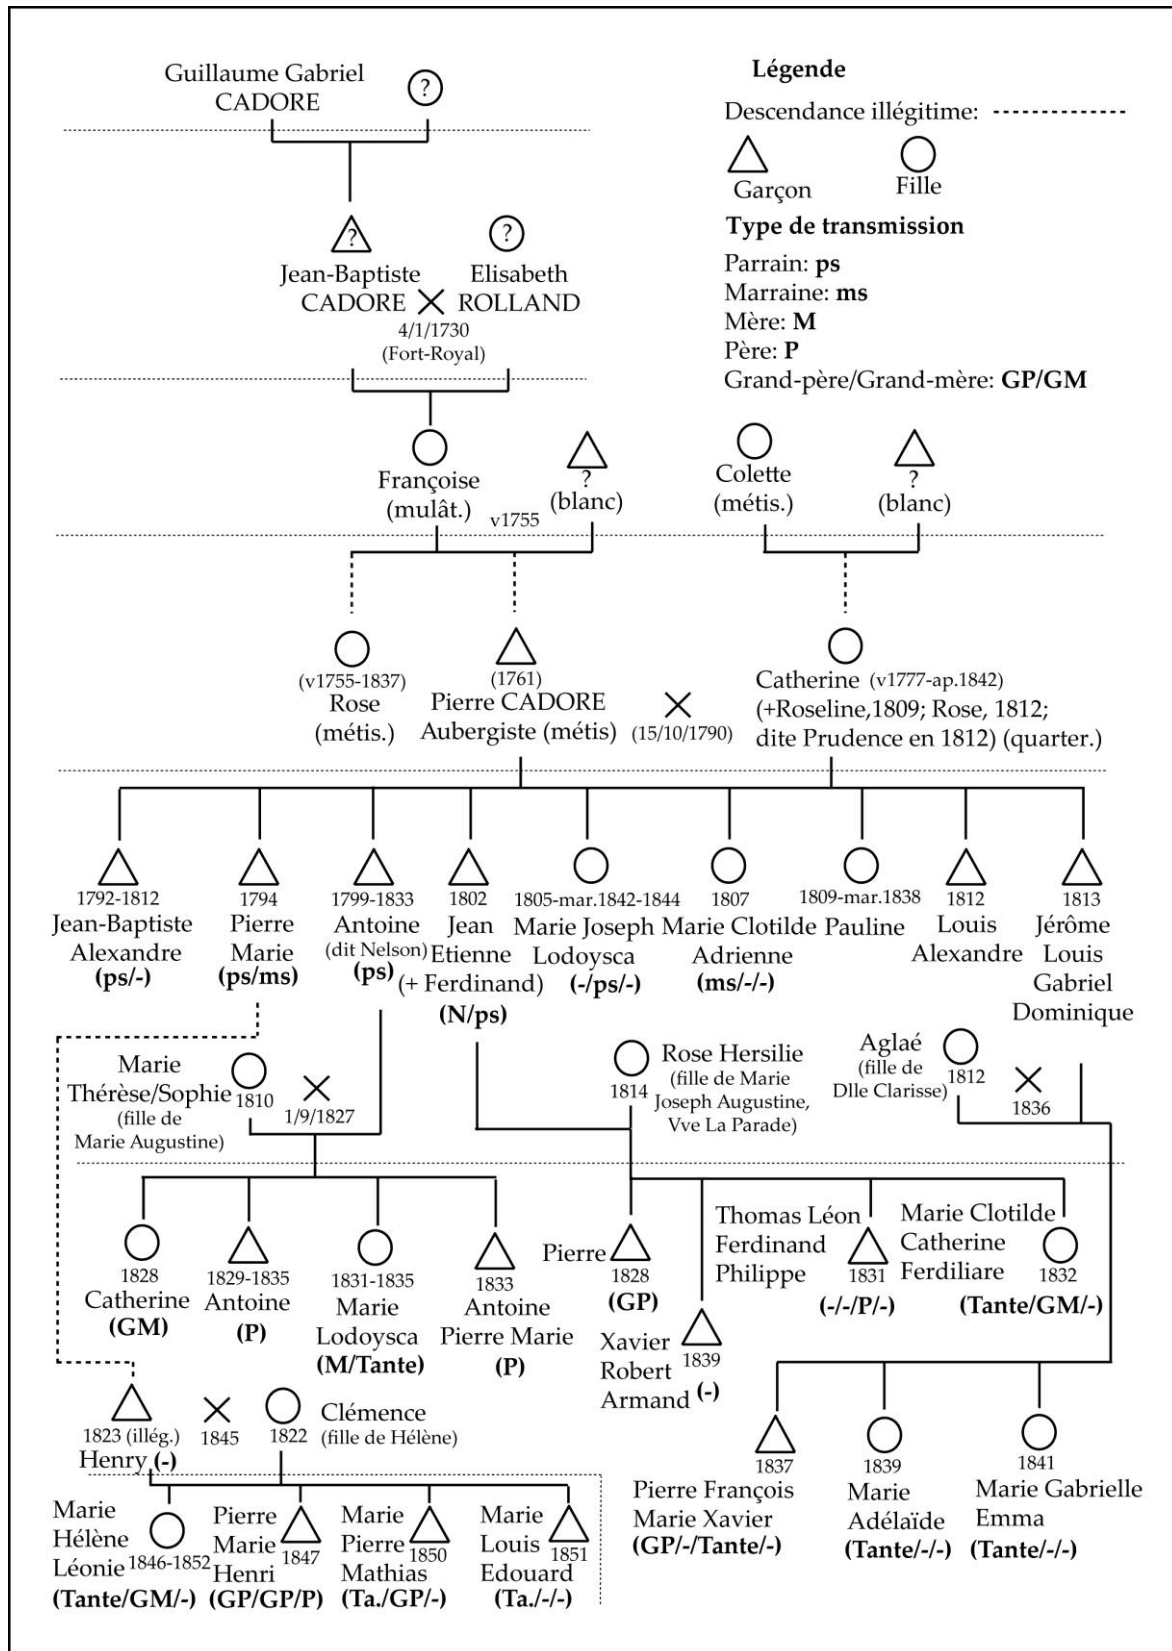 Guillaume Gabriel
CADORE
?
Légende
Descendance illégitime:
Garçon
Fille
Type de transmission
Parrain: ps
Marraine: ms
Mère: M
Père: P
Grand-père/Grand-mère: GP/GM
?
Jean-Baptiste
CADORE
?
Elisabeth
ROLLAND
4/1/1730
(Fort-Royal)
Françoise
(mulât.)
v1755
?
(blanc)
Colette
(métis.)
?
(blanc)
(v1755-1837)
Rose
(métis.)
(1761)
Pierre CADORE
Aubergiste (métis)
(15/10/1790)
Catherine (v1777-ap.1842)
(+Roseline,1809; Rose, 1812;
dite Prudence en 1812) (quarter.)
1792-1812
Jean-Baptiste
Alexandre
(ps/-)
1794
Pierre
Marie
(ps/ms)
1799-1833
Antoine
(dit Nelson)
(ps)
1802
Jean
Etienne
(+ Ferdinand)
(N/ps)
1805-mar.1842-1844
Marie Joseph
Lodoysca
(-/ps/-)
1807
Marie Clotilde
Adrienne
(ms/-/-)
1809-mar.1838
Pauline
1812
Louis
Alexandre
1813
Jérôme
Louis
Gabriel
Dominique
Marie
Thérèse/Sophie
(fille de
Marie Augustine)
1810
1/9/1827
1814
Rose Hersilie
(fille de Marie
Joseph Augustine,
Vve La Parade)
Aglaé
(fille de
Dlle Clarisse)
1812
1836
1828
Catherine
(GM)
1829-1835
Antoine
(P)
1831-1835
Marie
Lodoysca
(M/Tante)
1833
Antoine
Pierre Marie
(P)
Pierre
1828
(GP)
Xavier
Robert
Armand
1839
(-)
Thomas Léon
Ferdinand
Philippe
1831
(-/-/P/-)
Marie Clotilde
Catherine
Ferdiliare
1832
(Tante/GM/-)
1823 (illég.)
Henry (-)
1845
1822
Clémence
(fille de Hélène)
1837
Pierre François
Marie Xavier
(GP/-/Tante/-)
1839
Marie
Adélaïde
(Tante/-/-)
1841
Marie Gabrielle
Emma
(Tante/-/-)
Marie
Hélène
Léonie
1846-1852
(Tante/GM/-)
Pierre
Marie
Henri
1847
(GP/GP/P)
Marie
Pierre
Mathias
1850
(Ta./GP/-)
Marie
Louis
Edouard
1851
(Ta./-/-)